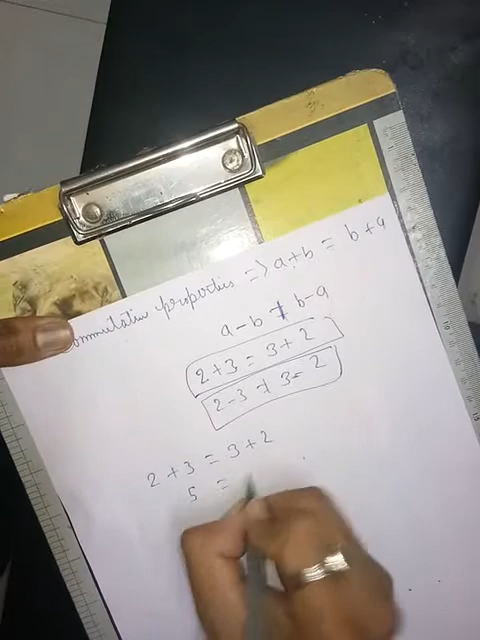 Commutative properties => a+b = b+a
a-b ≠ b-a
2+3 = 3+2
2-3 ≠ 3-2
2+3 = 3+2
5 =